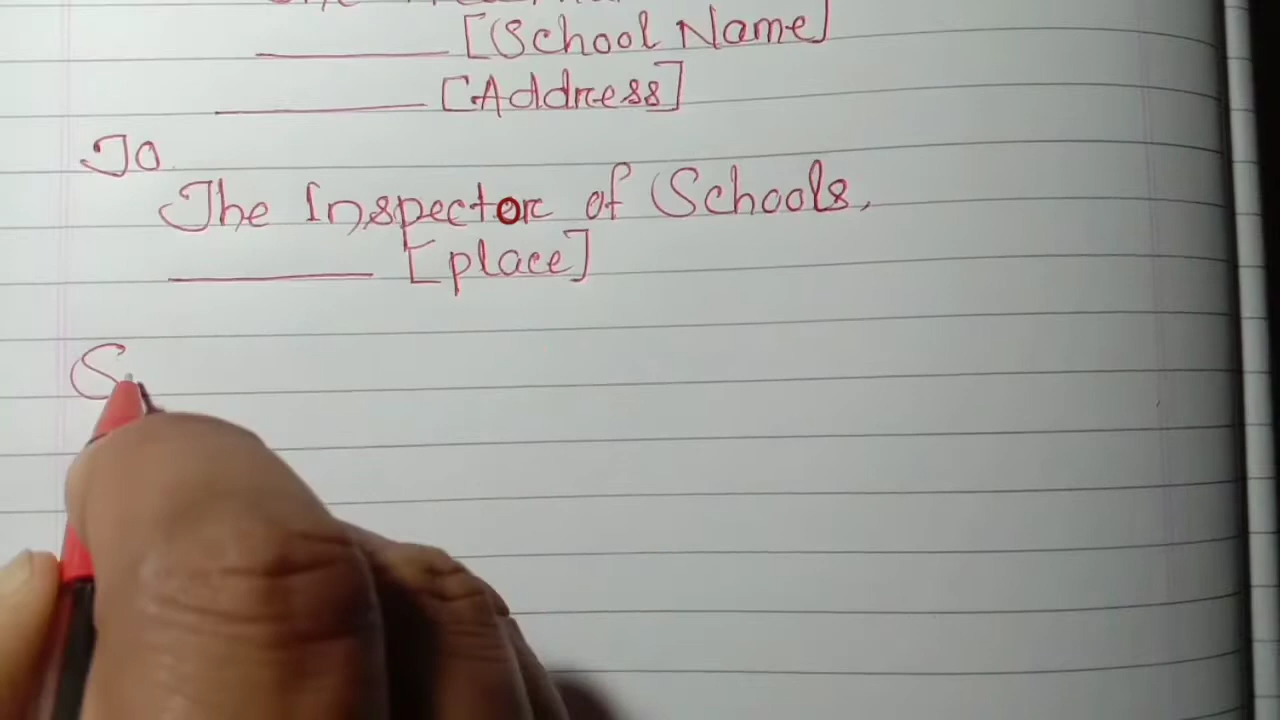 [School Name]
[Address]
To
The Inspector of Schools,
[place]
S